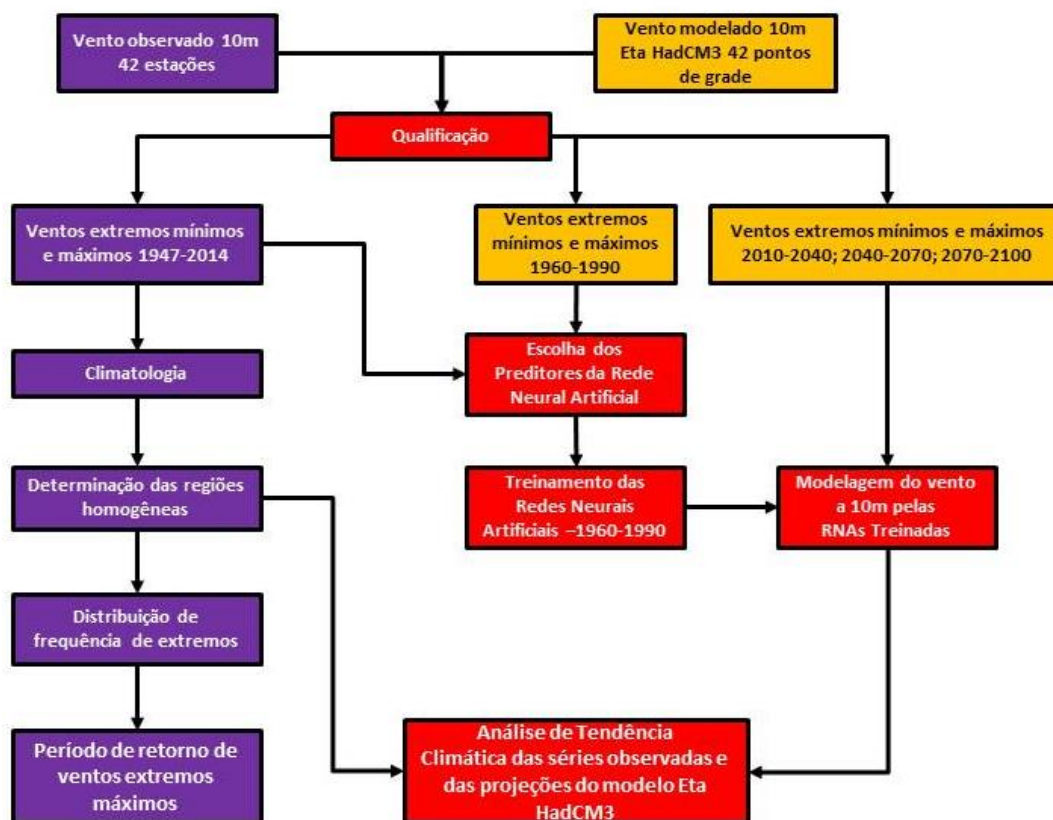 Vento observado 10m
42 estações
Vento modelado 10m
Eta HadCM3 42 pontos
de grade
Qualificação
Ventos extremos mínimos
e máximos 1947-2014
Ventos extremos
mínimos e máximos
1960-1990
Ventos extremos mínimos e máximos
2010-2040; 2040-2070; 2070-2100
Climatologia
Escolha dos
Preditores da Rede
Neural Artificial
Determinação das regiões
homogêneas
Treinamento das
Redes Neurais
Artificiais –1960-1990
Modelagem do vento
a 10m pelas
RNAs Treinadas
Distribuição de
frequência de extremos
Período de retorno de
ventos extremos
máximos
Análise de Tendência
Climática das séries observadas e
das projeções do modelo Eta
HadCM3